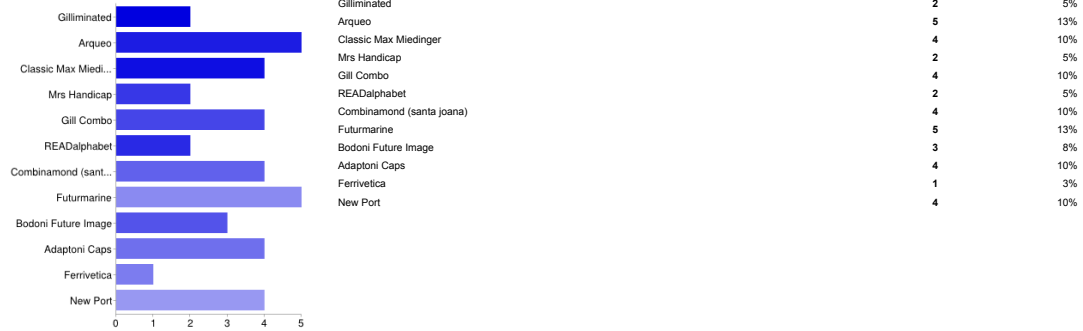 Gilliminated
Arqueo
Classic Max Miedi...
Mrs Handicap
Gill Combo
READalphabet
Combinamond (sant...
Futurmarine
Bodoni Future Image
Adaptoni Caps
Ferrivetica
New Port
0 1 2 3 4 5
Gilliminated 2 5%
Arqueo 5 13%
Classic Max Miedinger 4 10%
Mrs Handicap 2 5%
Gill Combo 4 10%
READalphabet 2 5%
Combinamond (santa joana) 4 10%
Futurmarine 5 13%
Bodoni Future Image 3 8%
Adaptoni Caps 4 10%
Ferrivetica 1 3%
New Port 4 10%